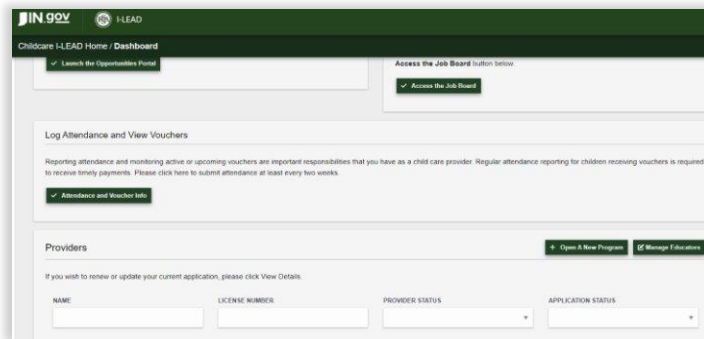 IN.gov I-LEAD
Childcare I-LEAD Home / Dashboard
✓ Launch the Opportunities Portal
Access the Job Board button below.
✓ Access the Job Board
Log Attendance and View Vouchers
Reporting attendance and monitoring active or upcoming vouchers are important responsibilities that you have as a child care provider. Regular attendance reporting for children receiving vouchers is required
to receive timely payments. Please click here to submit attendance at least every two weeks.
✓ Attendance and Voucher Info
Providers
+ Open A New Program
Manage Educators
If you wish to renew or update your current application, please click View Details.
NAME LICENSE NUMBER PROVIDER STATUS APPLICATION STATUS